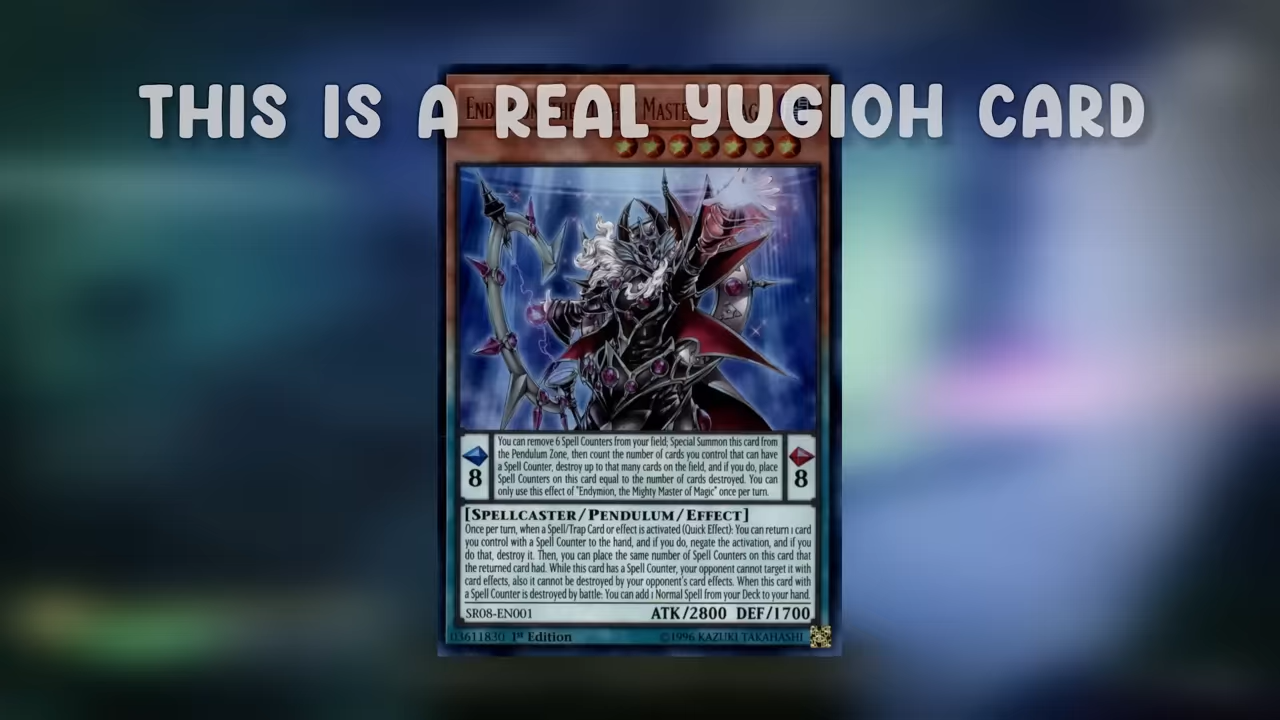 THIS IS A REAL YUGIOH CARD
You can remove 6 Spell Counters from your field; Special Summon this card from
the Pendulum Zone, then count the number of cards you control that can have
a Spell Counter, destroy up to that many cards on the field, and if you do, place
Spell Counters on this card equal to the number of cards destroyed. You can
only use this effect of "Endymion, the Mighty Master of Magic" once per turn.
8 8
[SPELLCASTER/PENDULUM/EFFECT]
Once per turn, when a Spell/Trap Card or effect is activated (Quick Effect): You can return 1 card
you control with a Spell Counter to the hand, and if you do, negate the activation, and if you
do that, destroy it. Then, you can place the same number of Spell Counters on this card that
the returned card had. While this card has a Spell Counter, your opponent cannot target it with
card effects, also it cannot be destroyed by your opponent's card effects. When this card with
a Spell Counter is destroyed by battle: You can add 1 Normal Spell from your Deck to your hand.
SR08-EN001 ATK/2800 DEF/1700
03611830 1st Edition ©1996 KAZUKI TAKAHASHI